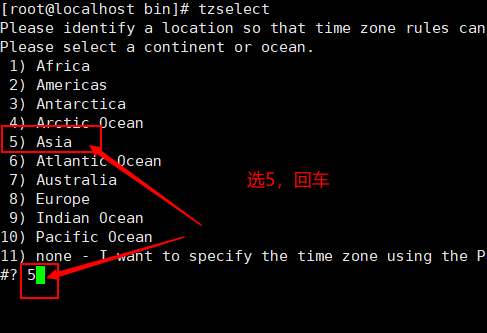 [root@localhost bin]# tzselect
Please identify a location so that time zone rules can
Please select a continent or ocean.
1) Africa
2) Americas
3) Antarctica
4) Arctic Ocean
5) Asia
6) Atlantic Ocean
7) Australia
8) Europe
9) Indian Ocean
10) Pacific Ocean
11) none - I want to specify the time zone using the P
#? 5
选5，回车